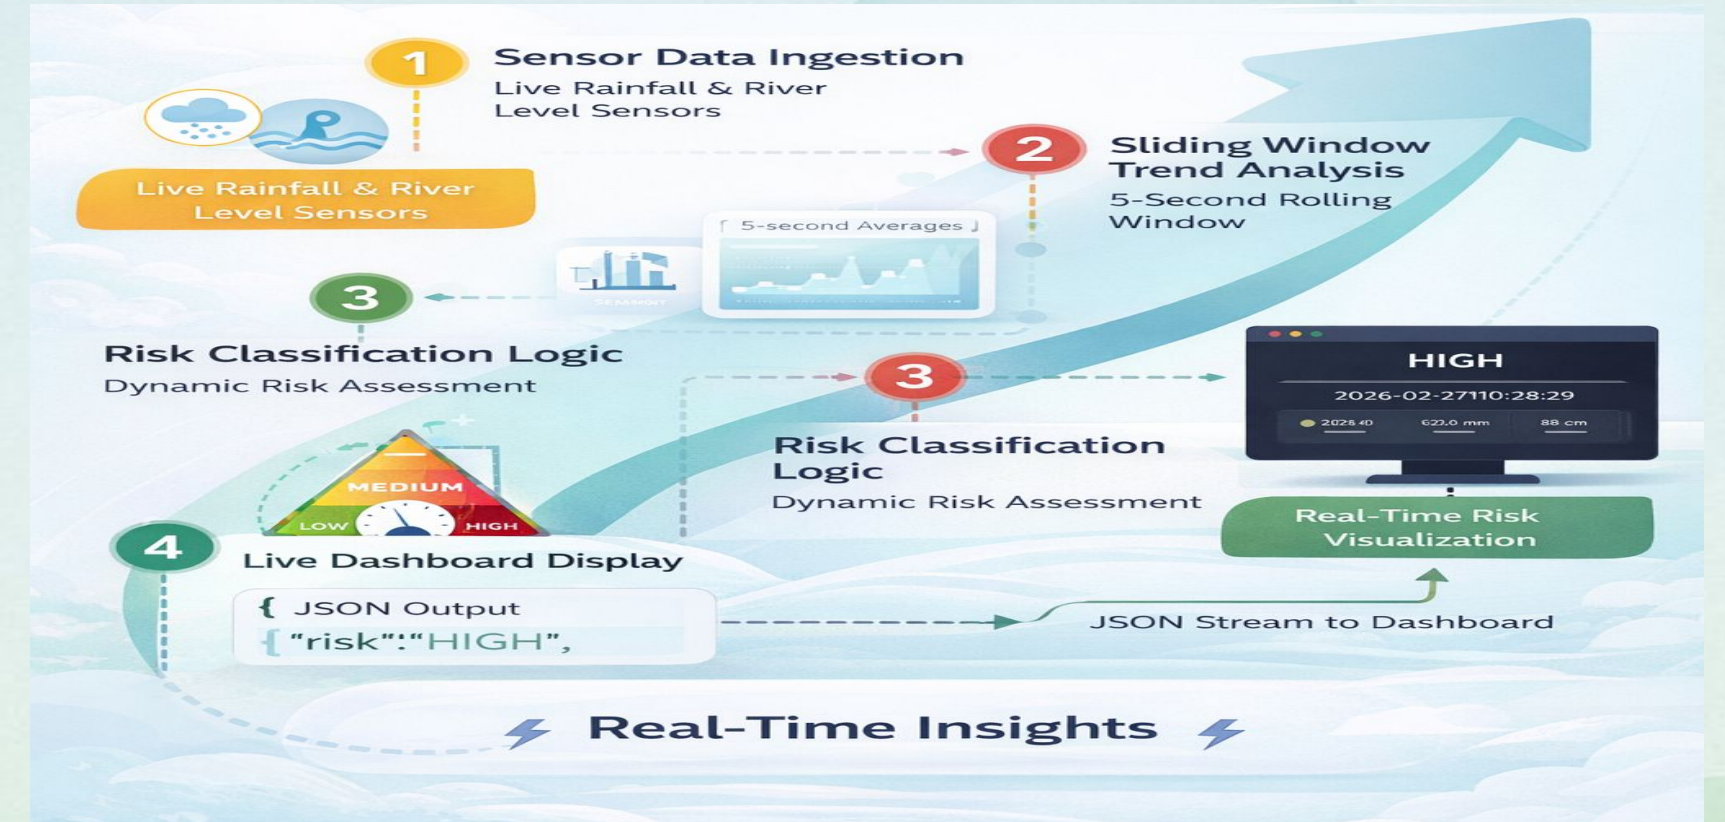 1
Sensor Data Ingestion
Live Rainfall & River
Level Sensors
Live Rainfall & River
Level Sensors
2
Sliding Window
Trend Analysis
5-Second Rolling
Window
[ 5-second Averages ]
3
Risk Classification Logic
Dynamic Risk Assessment
3
Risk Classification
Logic
Dynamic Risk Assessment
HIGH
2026-02-27110:28:29
mm 88 cm
Real-Time Risk
Visualization
MEDIUM
LOW HIGH
4
Live Dashboard Display
{ JSON Output
{ "risk":"HIGH",
JSON Stream to Dashboard
Real-Time Insights